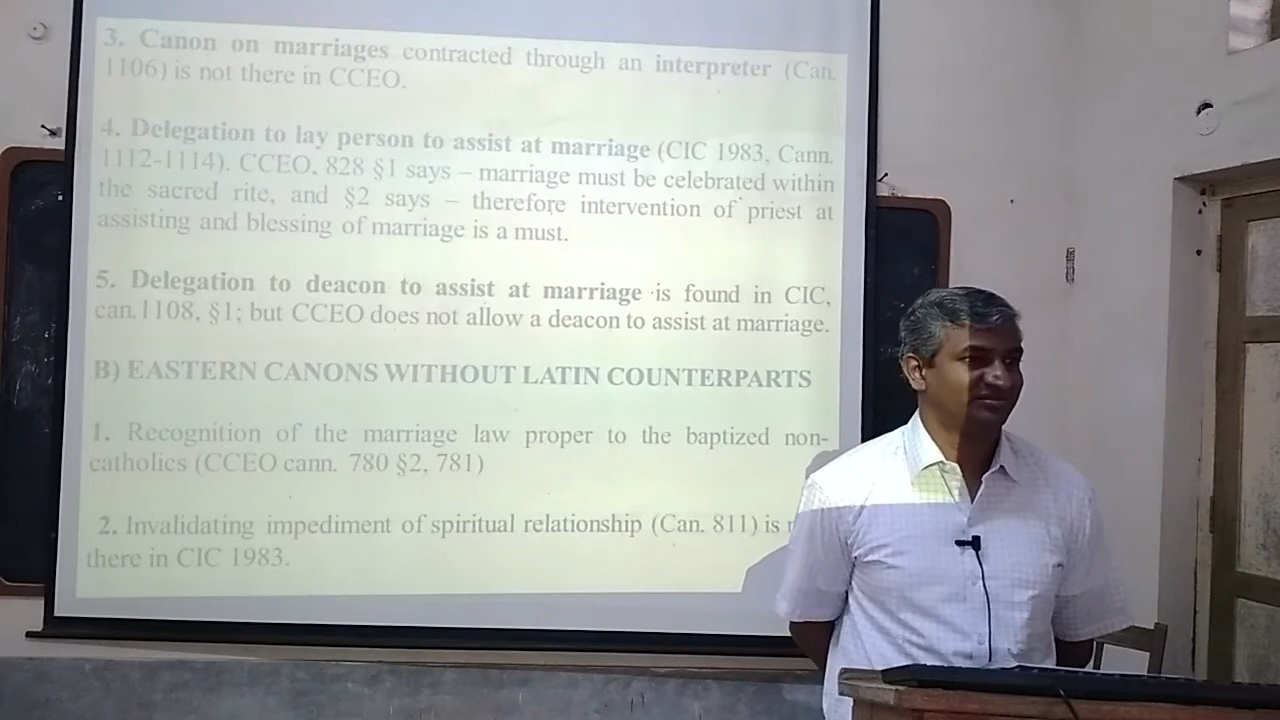 3. Canon on marriages contracted through an interpreter (Can.
1106) is not there in CCEO.
4. Delegation to lay person to assist at marriage (CIC 1983, Cann.
1112-1114). CCEO, 828 §1 says – marriage must be celebrated within
the sacred rite, and §2 says – therefore intervention of priest at
assisting and blessing of marriage is a must.
5. Delegation to deacon to assist at marriage is found in CIC,
can.1108, §1; but CCEO does not allow a deacon to assist at marriage.
B) EASTERN CANONS WITHOUT LATIN COUNTERPARTS
1. Recognition of the marriage law proper to the baptized non-
catholics (CCEO cann. 780 §2, 781)
2. Invalidating impediment of spiritual relationship (Can. 811) is
there in CIC 1983.